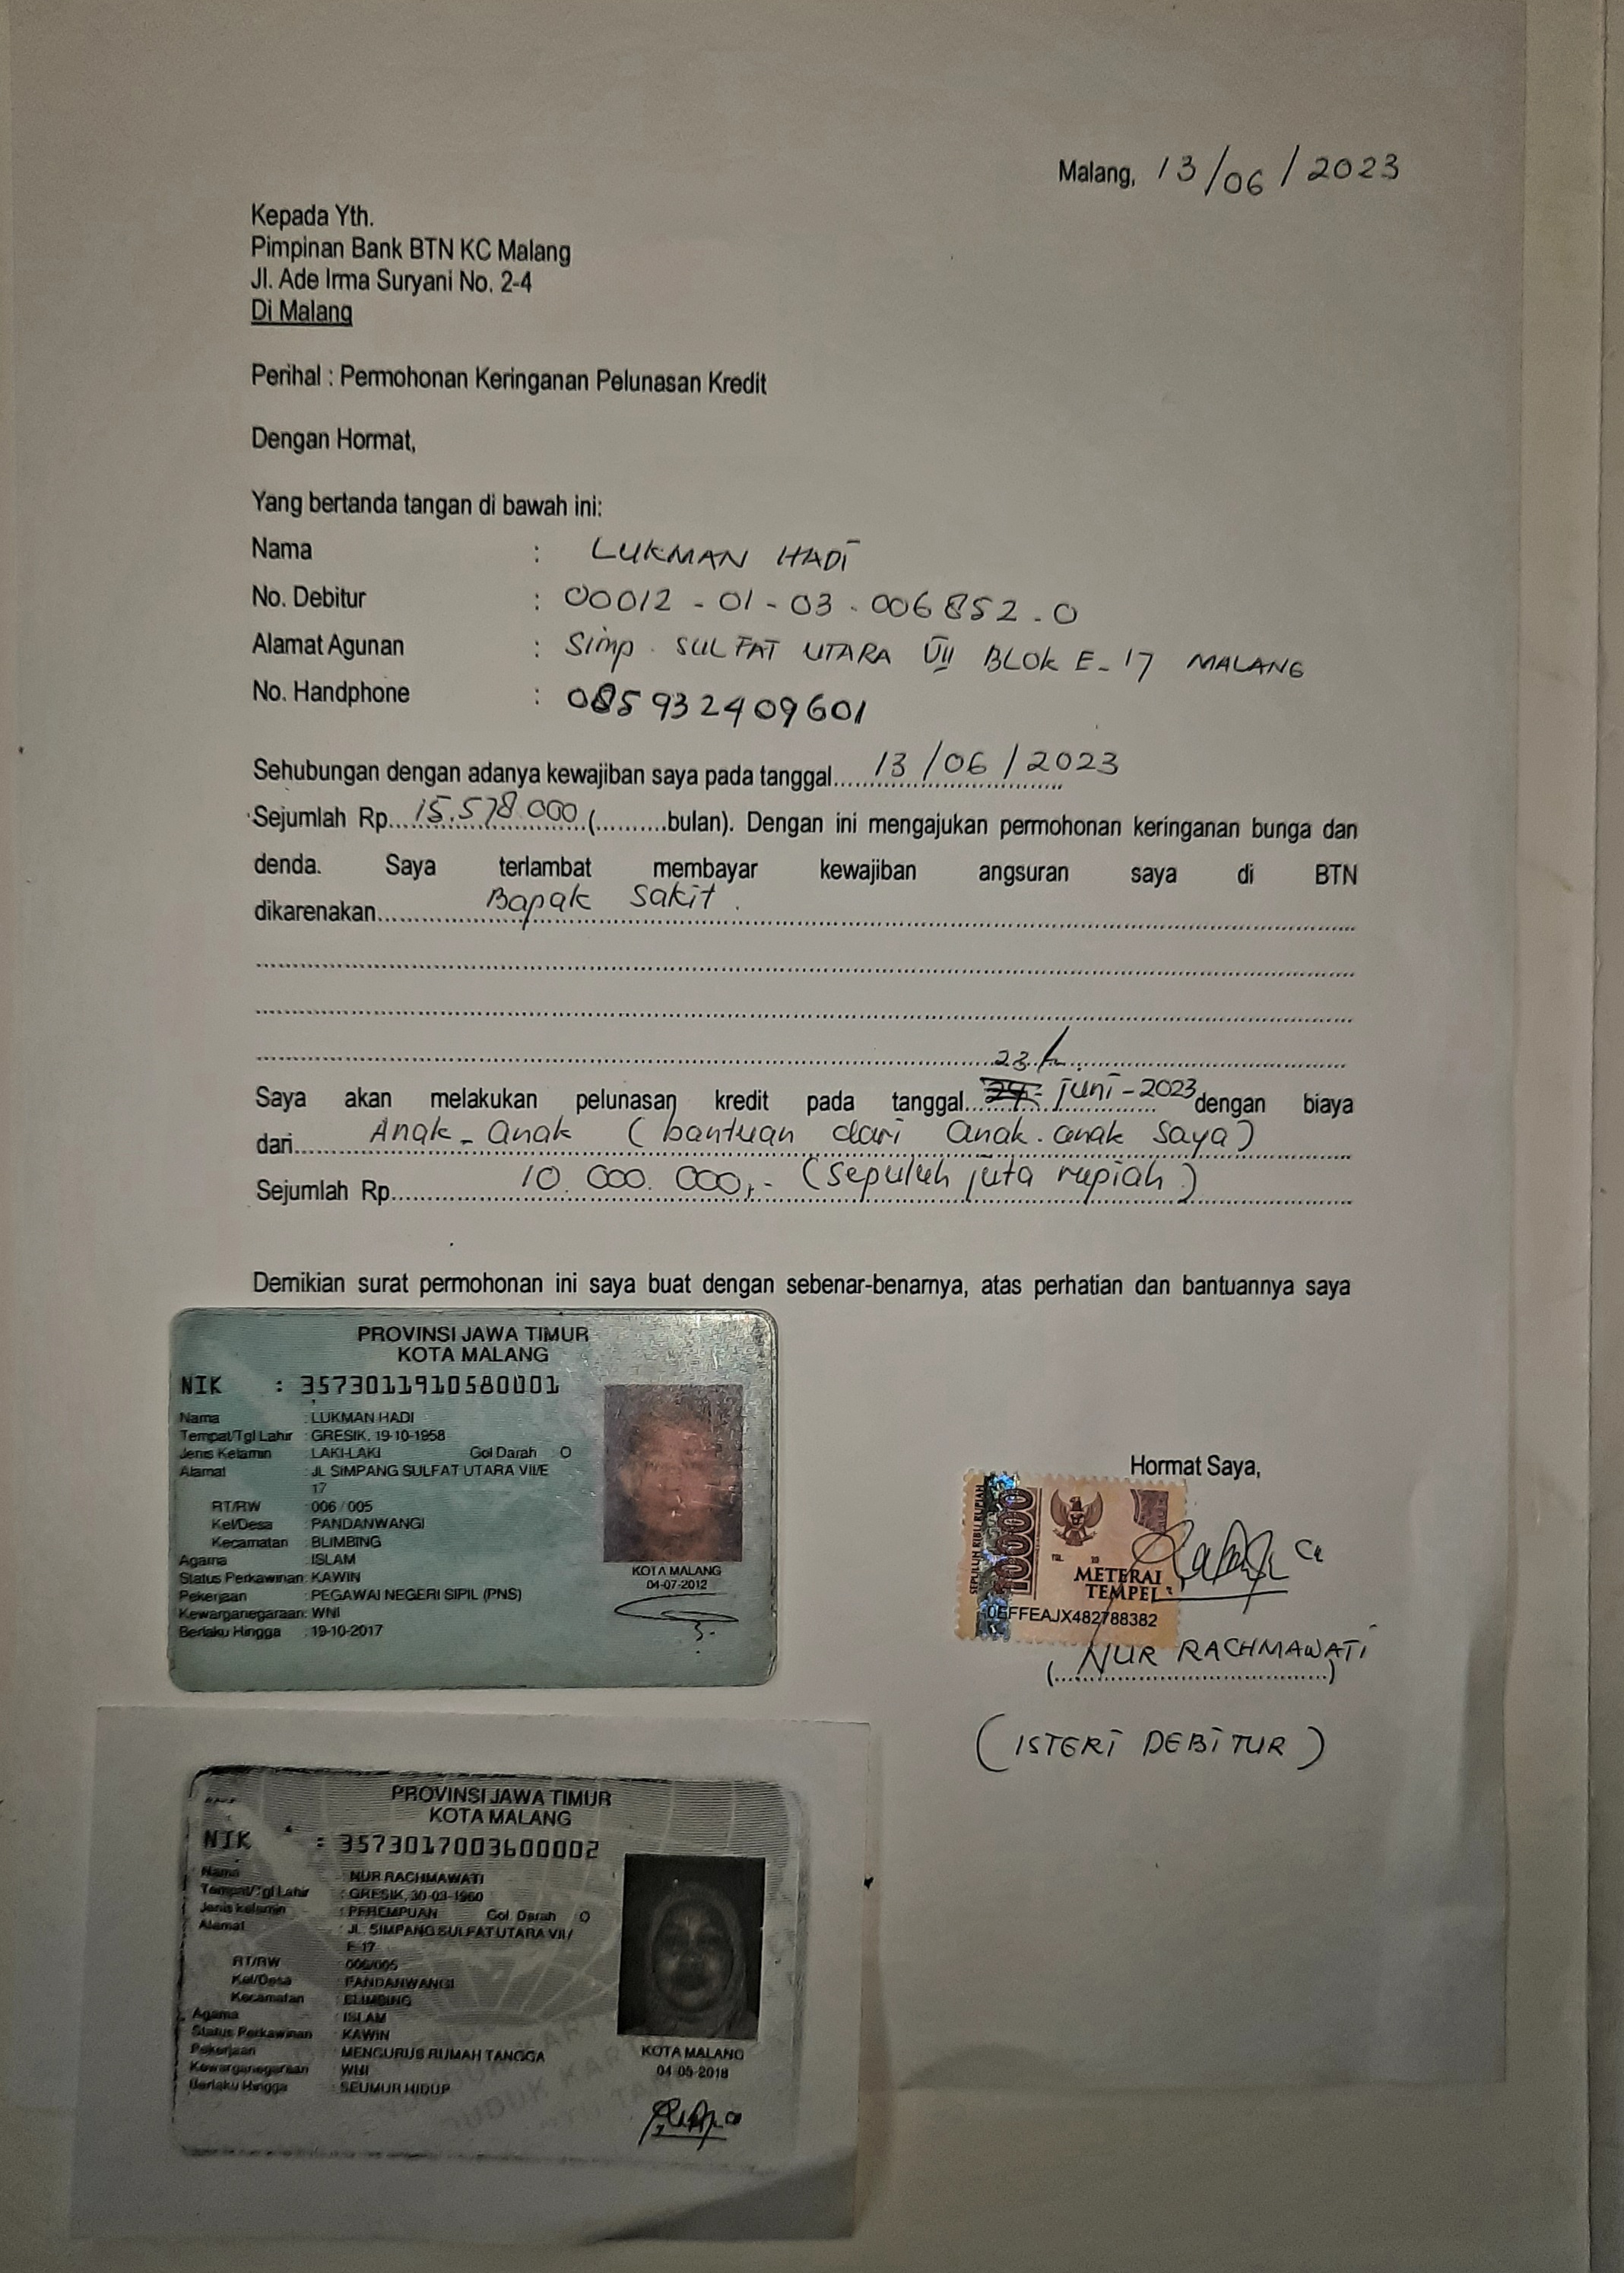 Malang, 13/06/2023
Kepada Yth.
Pimpinan Bank BTN KC Malang
Jl. Ade Irma Suryani No. 2-4
Di Malang
Perihal : Permohonan Keringanan Pelunasan Kredit
Dengan Hormat,
Yang bertanda tangan di bawah ini:
Nama : LUKMAN HADI
No. Debitur : 00012-01-03-006852-0
Alamat Agunan : Simp. SULFAT UTARA VII BLOK E-17 MALANG
No. Handphone : 085932409601
Sehubungan dengan adanya kewajiban saya pada tanggal.....13/06/2023
Sejumlah Rp...15.578.000 (..........bulan). Dengan ini mengajukan permohonan keringanan bunga dan
denda. Saya terlambat membayar kewajiban angsuran saya di BTN
dikarenakan.......Bapak Sakit.
23
Saya akan melakukan pelunasan kredit pada tanggal..... juni-2023 dengan biaya
dari.....Anak-anak (bantuan dari anak-anak saya)
Sejumlah Rp.....10.000.000,- (sepuluh juta rupiah)
Demikian surat permohonan ini saya buat dengan sebenar-benarnya, atas perhatian dan bantuannya saya
PROVINSI JAWA TIMUR
KOTA MALANG
NIK : 3573011910580001
Nama : LUKMAN HADI
Tempat/Tgl Lahir : GRESIK, 19-10-1958
Jenis Kelamin : LAKI-LAKI Gol Darah O
Alamat : JL SIMPANG SULFAT UTARA VII/E
17
RT/RW : 006 / 005
Kel/Desa : PANDANWANGI
Kecamatan : BLIMBING
Agama : ISLAM
Status Perkawinan: KAWIN
Pekerjaan : PEGAWAI NEGERI SIPIL (PNS)
Kewarganegaraan: WNI
Berlaku Hingga : 19-10-2017
KOTA MALANG
04-07-2012
Hormat Saya,
SEPULUH RIBU RUPIAH
10000
TGL. 20
METERAI
TEMPEL
0EFFEAJX482788382
(NUR RACHMAWATI)
(ISTERI DEBITUR)
PROVINSI JAWA TIMUR
KOTA MALANG
NIK : 3573017003600002
Nama : NUR RACHMAWATI
Tempat/Tgl Lahir : GRESIK, 30-03-1960
Jenis kelamin : PEREMPUAN Gol. Darah O
Alamat : JL. SIMPANG SULFAT UTARA VII/
E-17
RT/RW : 006/005
Kel/Desa : PANDANWANGI
Kecamatan : BLIMBING
Agama : ISLAM
Status Perkawinan : KAWIN
Pekerjaan : MENGURUS RUMAH TANGGA
Kewarganegaraan : WNI
Berlaku Hingga : SEUMUR HIDUP
KOTA MALANG
04-05-2018